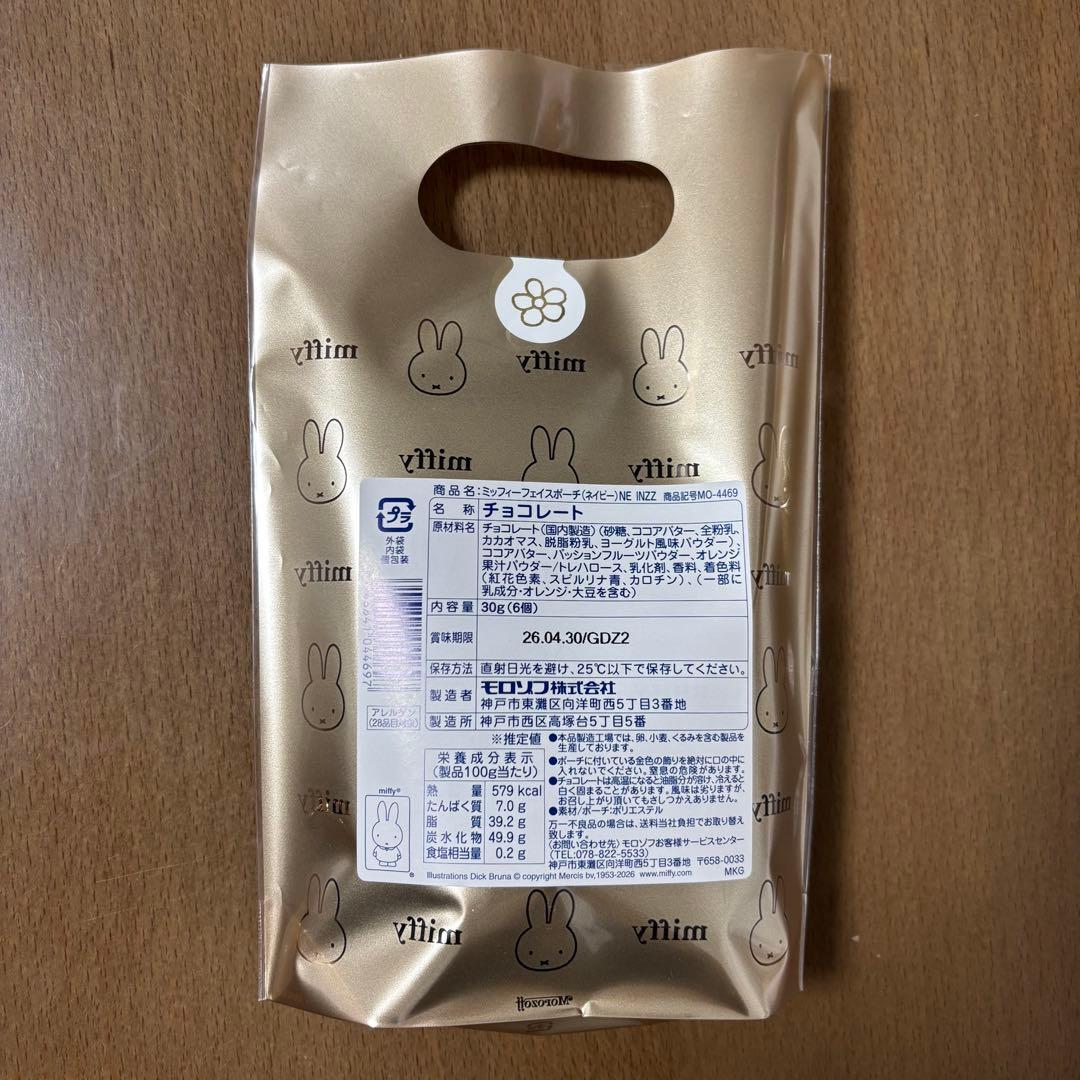 miffy
miffy
miffy
miffy
miffy
miffy
商品名:ミッフィーフェイスポーチ(ネイビー)NE INZZ 商品記号MO-4469
プラ
外袋
内袋
個包装
名 称 チョコレート
原材料名 チョコレート(国内製造)(砂糖、ココアバター、全粉乳、
カカオマス、脱脂粉乳、ヨーグルト風味パウダー)、
ココアバター、パッションフルーツパウダー、オレンジ
果汁パウダー/トレハロース、乳化剤、香料、着色料
(紅花色素、スピルリナ青、カロチン)、(一部に
乳成分・オレンジ・大豆を含む)
内容量 30g(6個)
賞味期限 26.04.30/GDZ2
保存方法 直射日光を避け、25℃以下で保存してください。
製造者 モロゾフ株式会社
神戸市東灘区向洋町西5丁目3番地
製造所 神戸市西区高塚台5丁目5番
アレルゲン
(28品目対象)
※推定値
栄養成分表示
(製品100g当たり)
熱量 579 kcal
たんぱく質 7.0 g
脂質 39.2 g
炭水化物 49.9 g
食塩相当量 0.2 g
●本品製造工場では、卵、小麦、くるみを含む製品を
生産しております。
●ポーチに付いている金色の飾りを絶対に口の中に
入れないでください。窒息の危険があります。
●チョコレートは高温になると油脂分が溶け、冷えると
白く固まることがあります。風味は劣りますが、
お召し上がり頂いてもさしつかえありません。
●素材/ポーチ:ポリエステル
万一不良品の場合は、送料当社負担でお取り替え
致します。
〈お問い合わせ先〉モロゾフお客様サービスセンター
(TEL:078-822-5533)
神戸市東灘区向洋町西5丁目3番地 〒658-0033
MKG
miffy®
Illustrations Dick Bruna © copyright Mercis bv,1953-2026 www.miffy.com
miffy
miffy
Morozoff